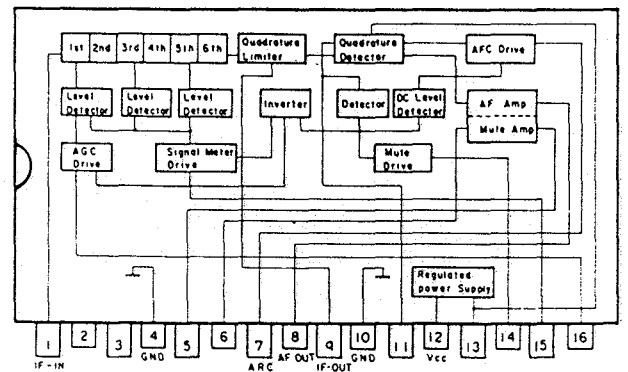 1st 2nd 3rd 4th 5th 6th
Quadrature
Limiter
Quadrature
Detector
AFC Drive
Level
Detector
Level
Detector
Level
Detector
Inverter
Detector
DC Level
Detector
AF Amp
Mute Amp
AGC
Drive
Signal Meter
Drive
Mute
Drive
Regulated
power Supply
1 2 3 4 5 6 7 8 9 10 11 12 13 14 15 16
IF-IN
GND
ARC
AF OUT
IF-OUT
GND
Vcc